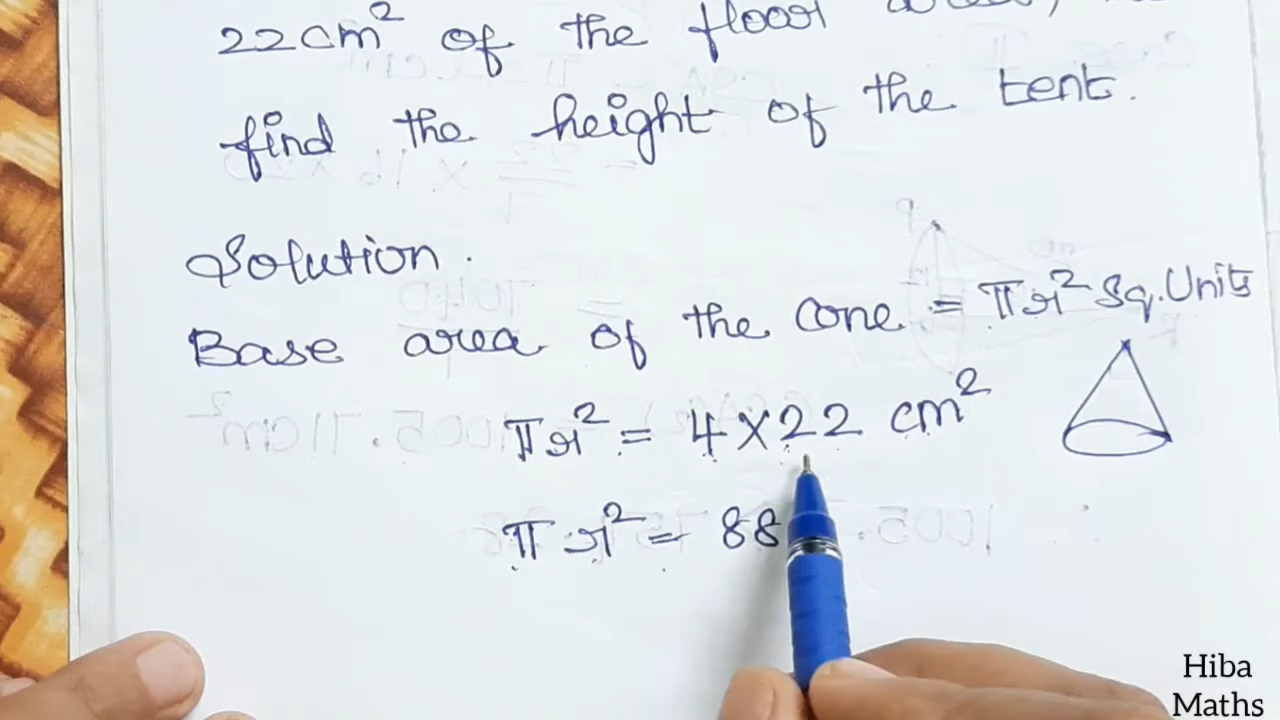 22cm² of the floor area,
find the height of the tent.
Solution.
Base area of the cone = πr² Sq.Units
πr² = 4×22 cm²
πr² = 88
Hiba
Maths